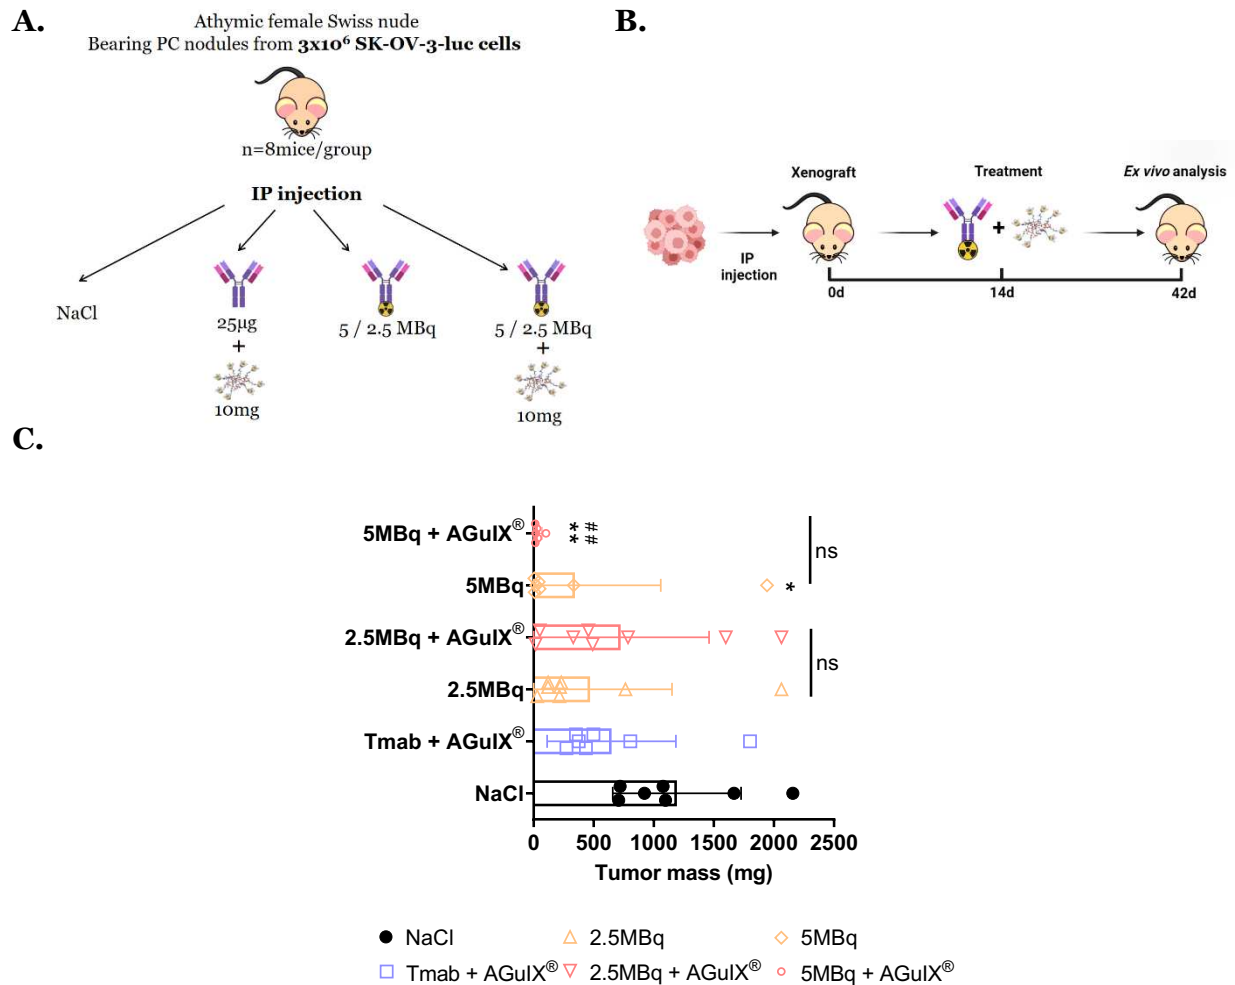 A.
Athymic female Swiss nude
Bearing PC nodules from 3x10⁶ SK-OV-3-luc cells
n=8mice/group
IP injection
NaCl
25µg
+
10mg
5 / 2.5 MBq
5 / 2.5 MBq
+
10mg
B.
Xenograft
Treatment
Ex vivo analysis
IP
injection
+
0d
14d
42d
C.
5MBq + AGuIX®
* #
* #
ns
5MBq
*
2.5MBq + AGuIX®
ns
2.5MBq
Tmab + AGuIX®
NaCl
0 500 1000 1500 2000 2500
Tumor mass (mg)
NaCl 2.5MBq 5MBq
Tmab + AGuIX® 2.5MBq + AGuIX® 5MBq + AGuIX®